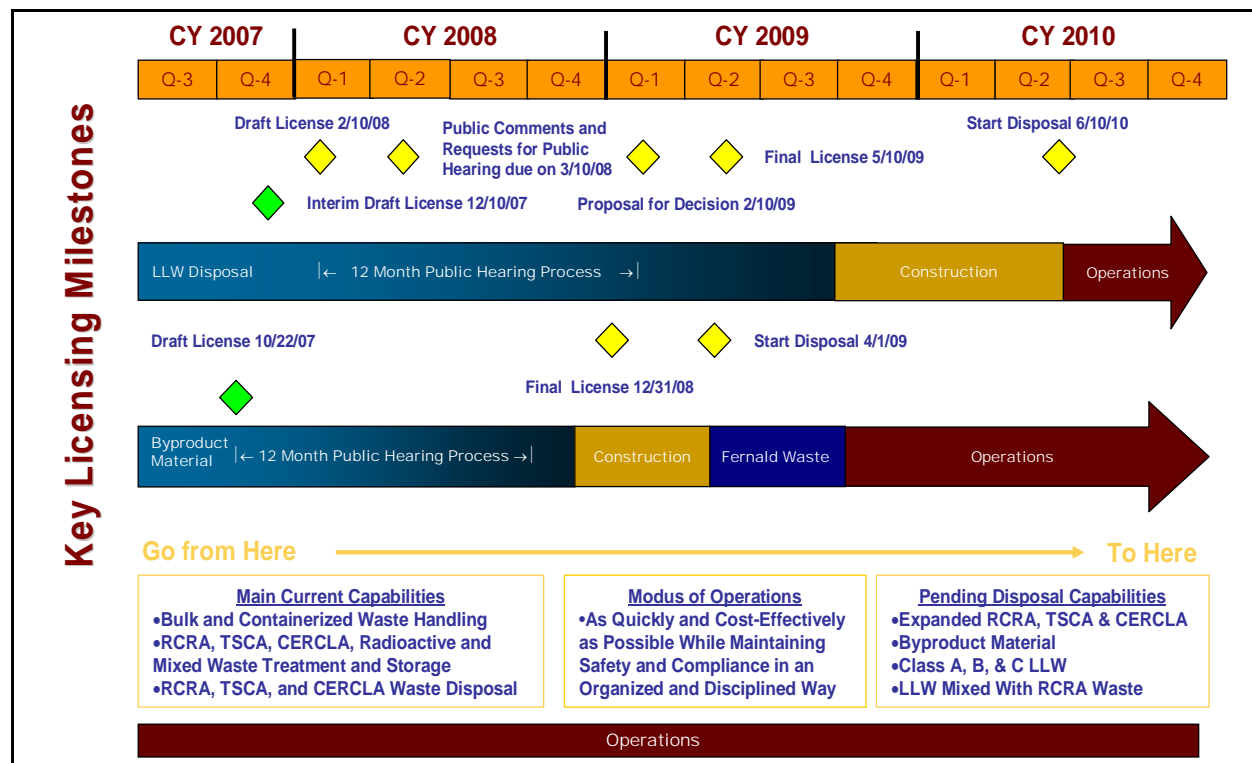 Key Licensing Milestones
CY 2007 CY 2008 CY 2009 CY 2010
Q-3 Q-4 Q-1 Q-2 Q-3 Q-4 Q-1 Q-2 Q-3 Q-4 Q-1 Q-2 Q-3 Q-4
Draft License 2/10/08
Public Comments and
Requests for Public
Hearing due on 3/10/08
Final License 5/10/09
Start Disposal 6/10/10
Interim Draft License 12/10/07
Proposal for Decision 2/10/09
LLW Disposal |← 12 Month Public Hearing Process →| Construction Operations
Draft License 10/22/07
Start Disposal 4/1/09
Final License 12/31/08
Byproduct
Material |← 12 Month Public Hearing Process →| Construction Fernald Waste Operations
Go from Here To Here
Main Current Capabilities
•Bulk and Containerized Waste Handling
•RCRA, TSCA, CERCLA, Radioactive and
Mixed Waste Treatment and Storage
•RCRA, TSCA, and CERCLA Waste Disposal
Modus of Operations
•As Quickly and Cost-Effectively
as Possible While Maintaining
Safety and Compliance in an
Organized and Disciplined Way
Pending Disposal Capabilities
•Expanded RCRA, TSCA & CERCLA
•Byproduct Material
•Class A, B, & C LLW
•LLW Mixed With RCRA Waste
Operations